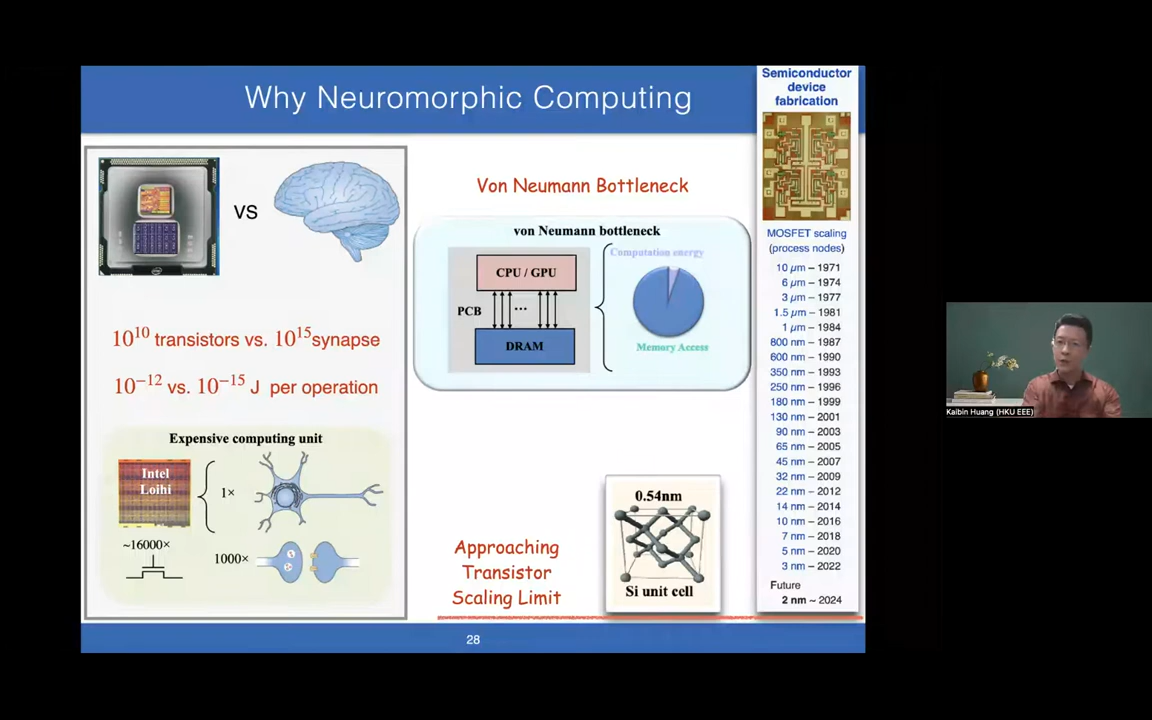 Why Neuromorphic Computing
VS
10^10 transistors vs. 10^15 synapse
10^−12 vs. 10^−15 J per operation
Expensive computing unit
Intel
Loihi
1×
~16000×
1000×
Von Neumann Bottleneck
von Neumann bottleneck
CPU / GPU
PCB
...
DRAM
Computation energy
Memory Access
Approaching
Transistor
Scaling Limit
0.54nm
Si unit cell
Semiconductor
device
fabrication
MOSFET scaling
(process nodes)
10 µm – 1971
6 µm – 1974
3 µm – 1977
1.5 µm – 1981
1 µm – 1984
800 nm – 1987
600 nm – 1990
350 nm – 1993
250 nm – 1996
180 nm – 1999
130 nm – 2001
90 nm – 2003
65 nm – 2005
45 nm – 2007
32 nm – 2009
22 nm – 2012
14 nm – 2014
10 nm – 2016
7 nm – 2018
5 nm – 2020
3 nm – 2022
Future
2 nm ~ 2024
28
Kaibin Huang (HKU EEE)